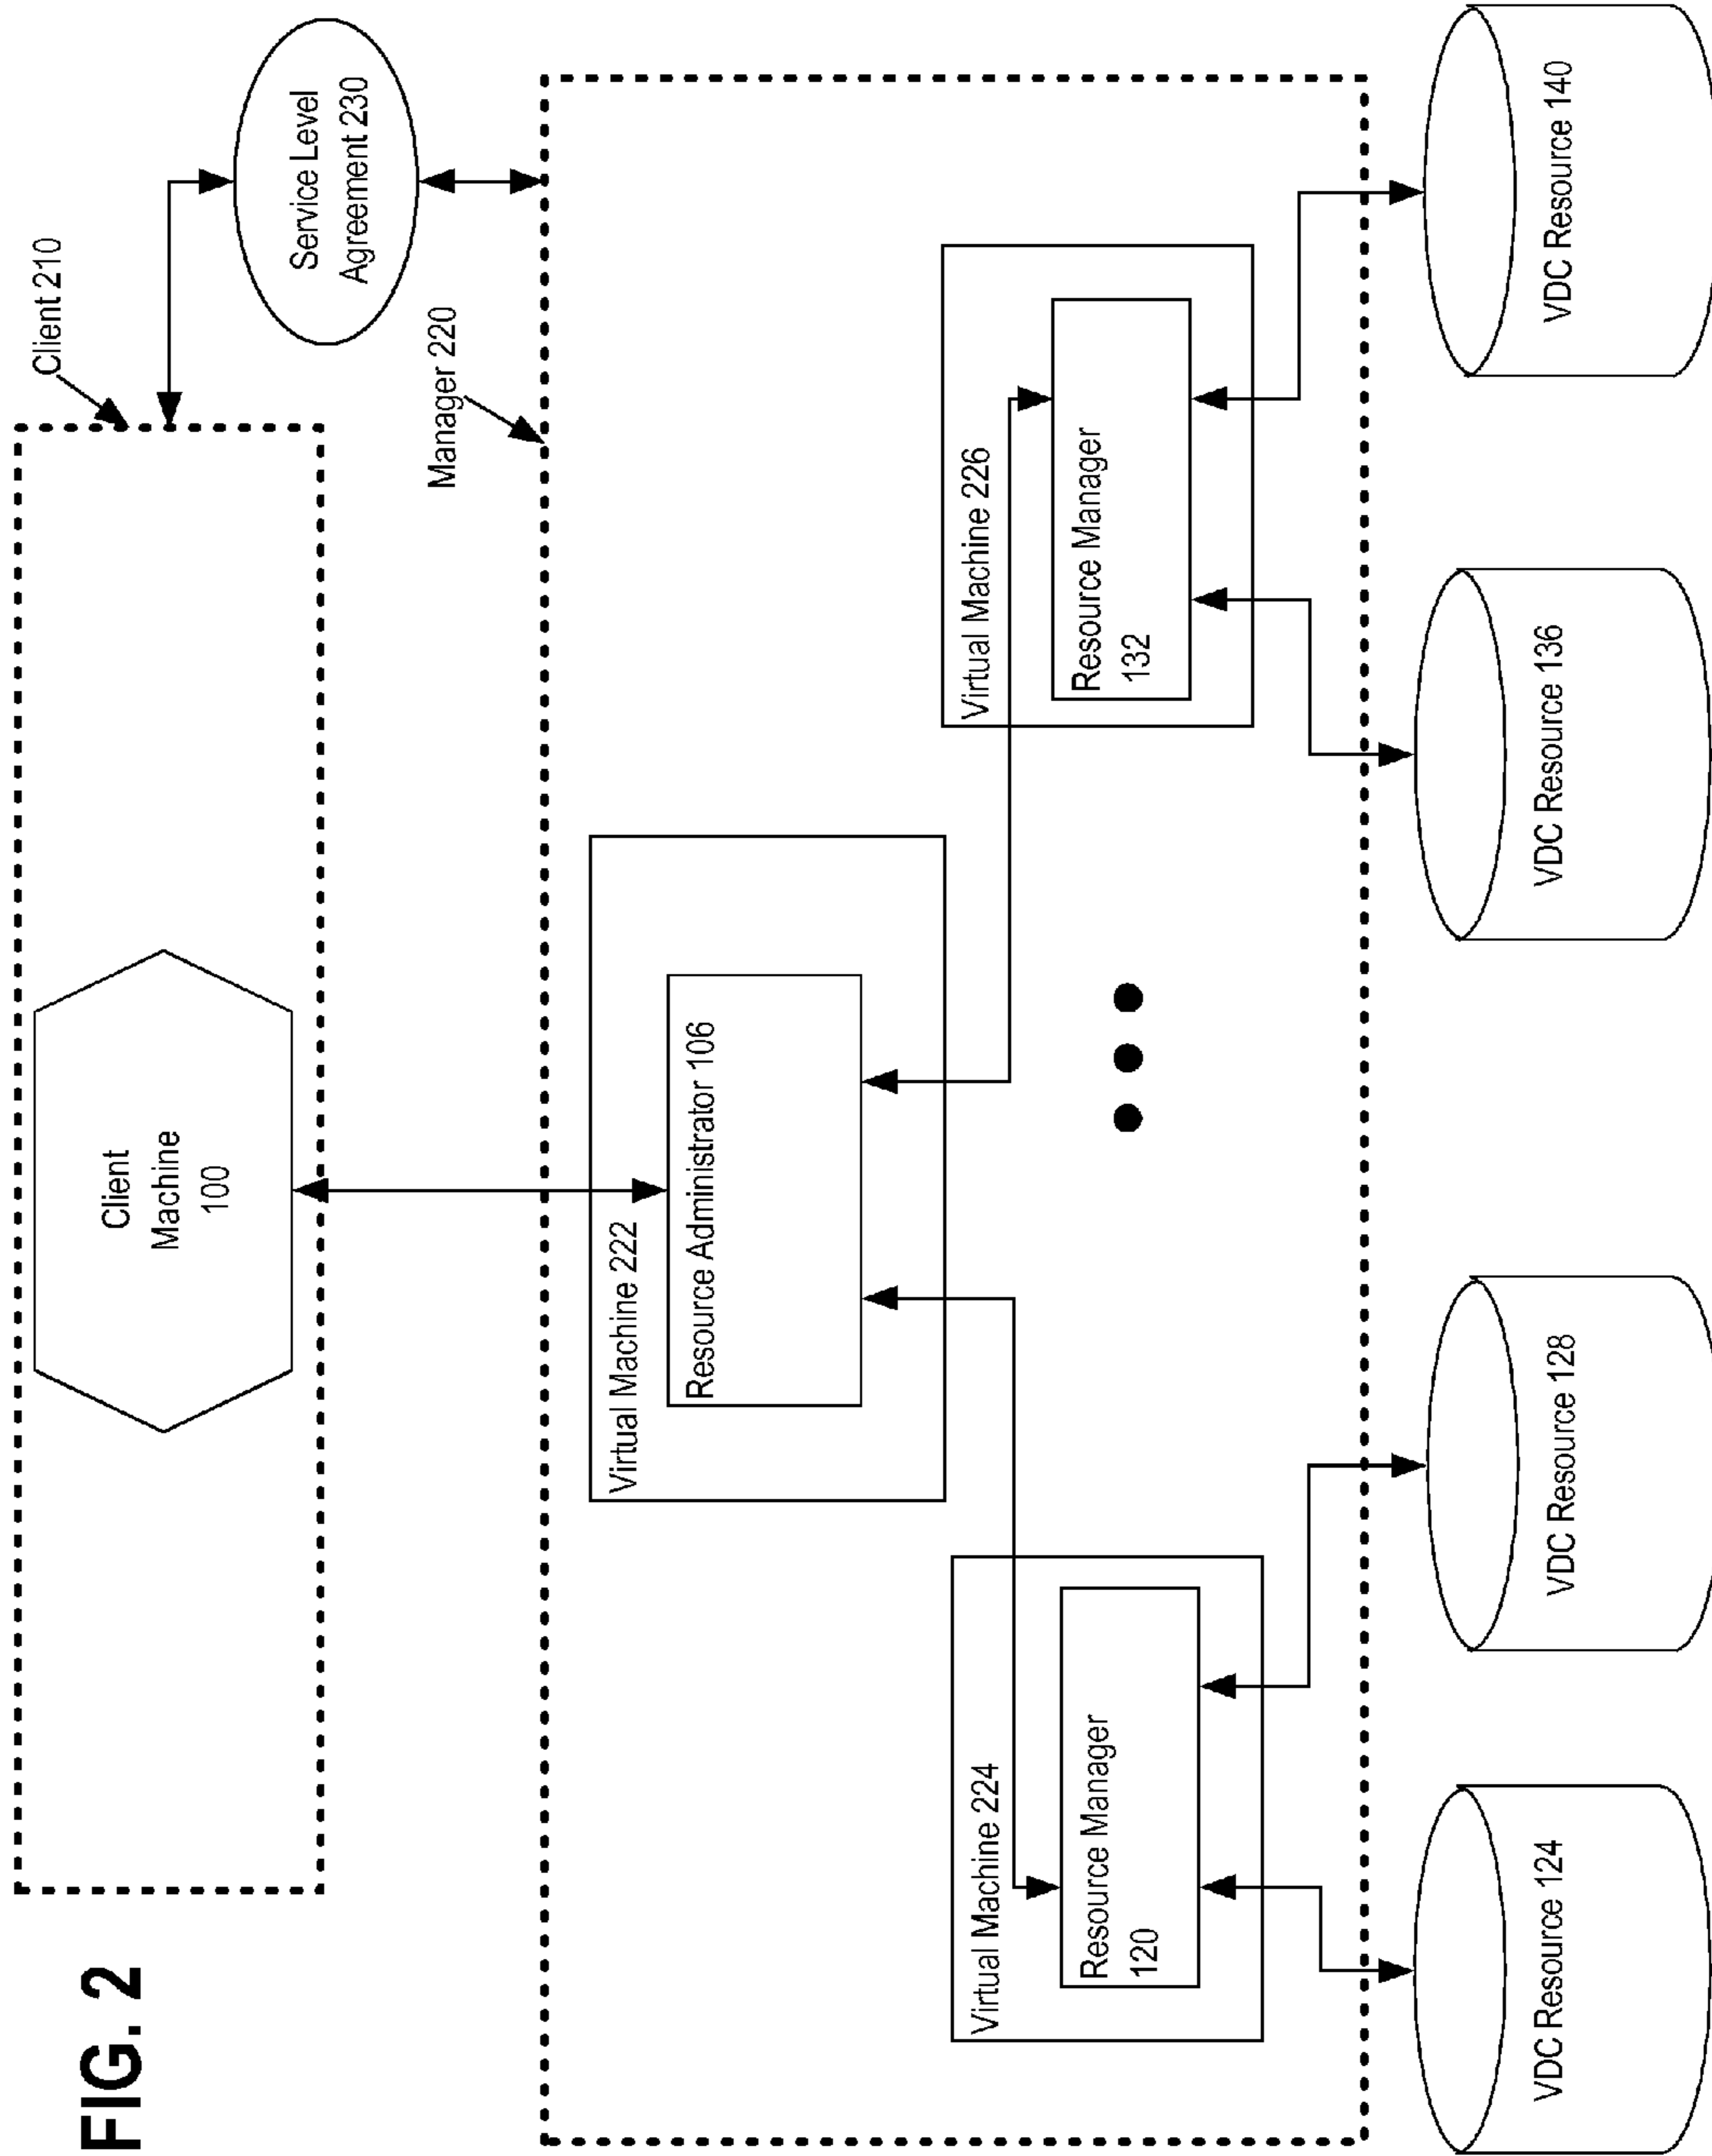 FIG. 2
Client 210
Client
Machine
100
Service Level
Agreement 230
Manager 220
Virtual Machine 222
Resource Administrator 106
Virtual Machine 224
Resource Manager
120
Virtual Machine 226
Resource Manager
132
VDC Resource 124
VDC Resource 128
VDC Resource 136
VDC Resource 140